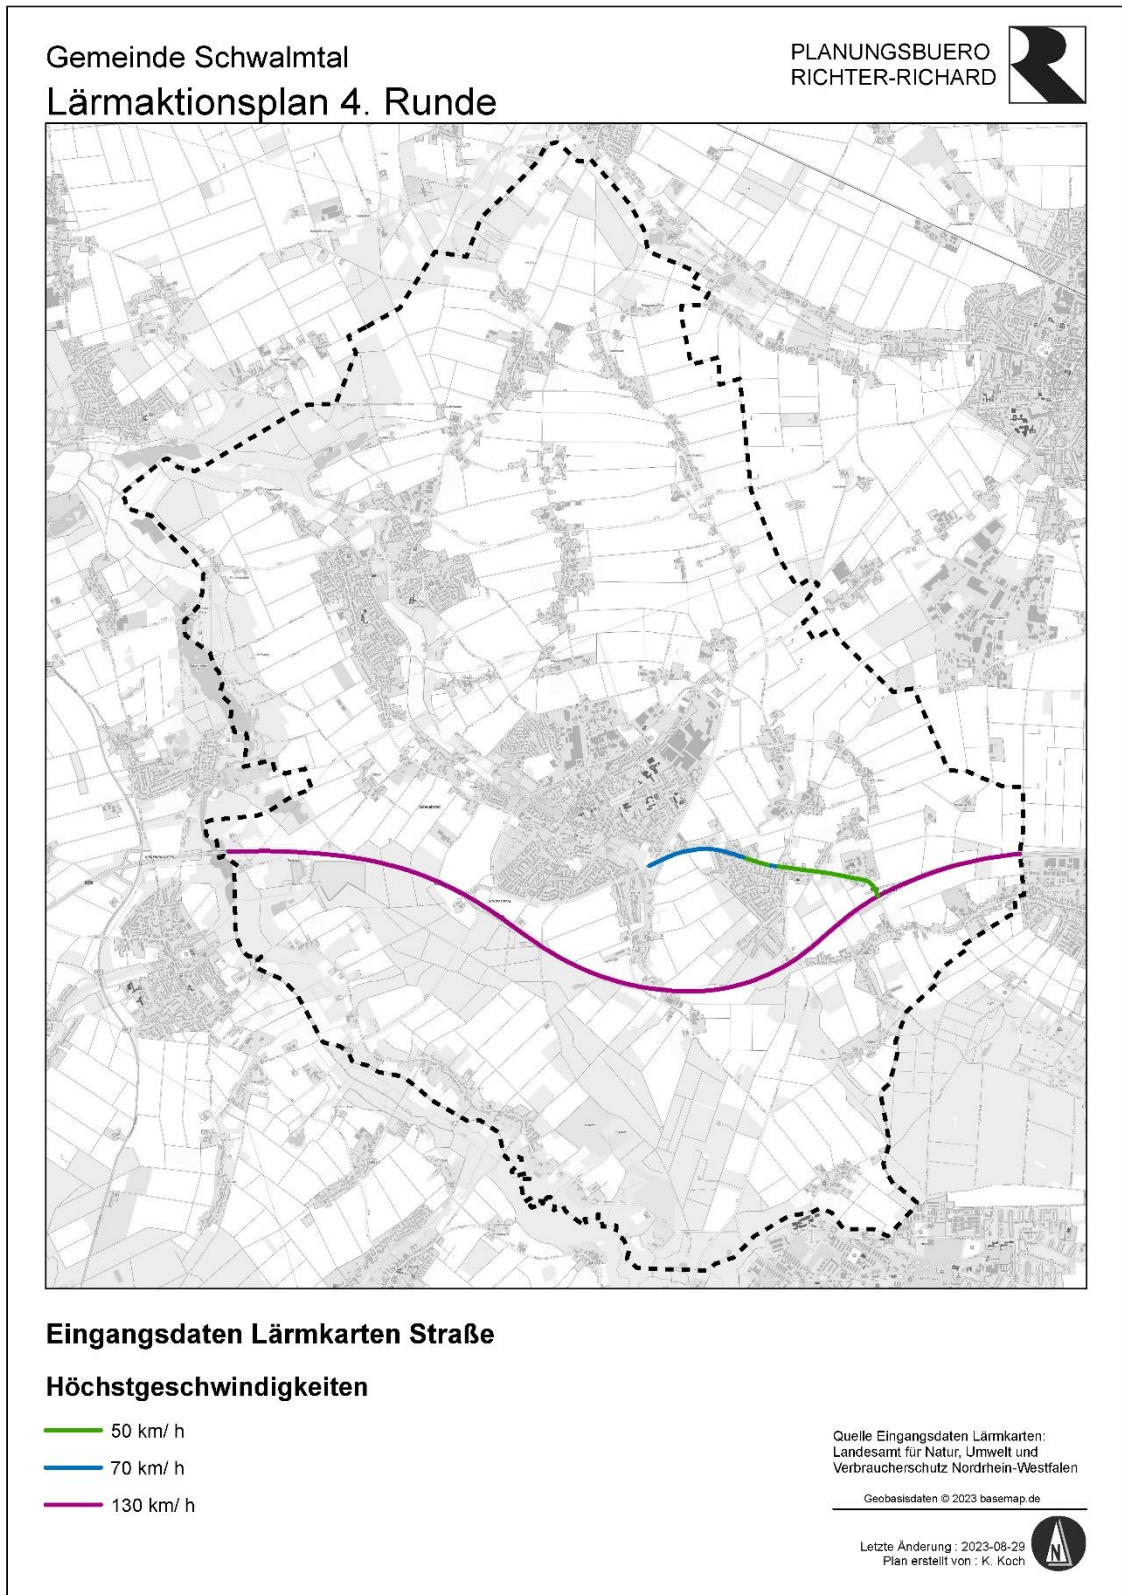 Gemeinde Schwalmtal
Lärmaktionsplan 4. Runde
PLANUNGSBUERO
RICHTER-RICHARD
Schwalmtal
Eingangsdaten Lärmkarten Straße
Höchstgeschwindigkeiten
50 km/ h
70 km/ h
130 km/ h
Quelle Eingangsdaten Lärmkarten:
Landesamt für Natur, Umwelt und
Verbraucherschutz Nordrhein-Westfalen
Geobasisdaten © 2023 basemap.de
Letzte Änderung : 2023-08-29
Plan erstellt von : K. Koch
N